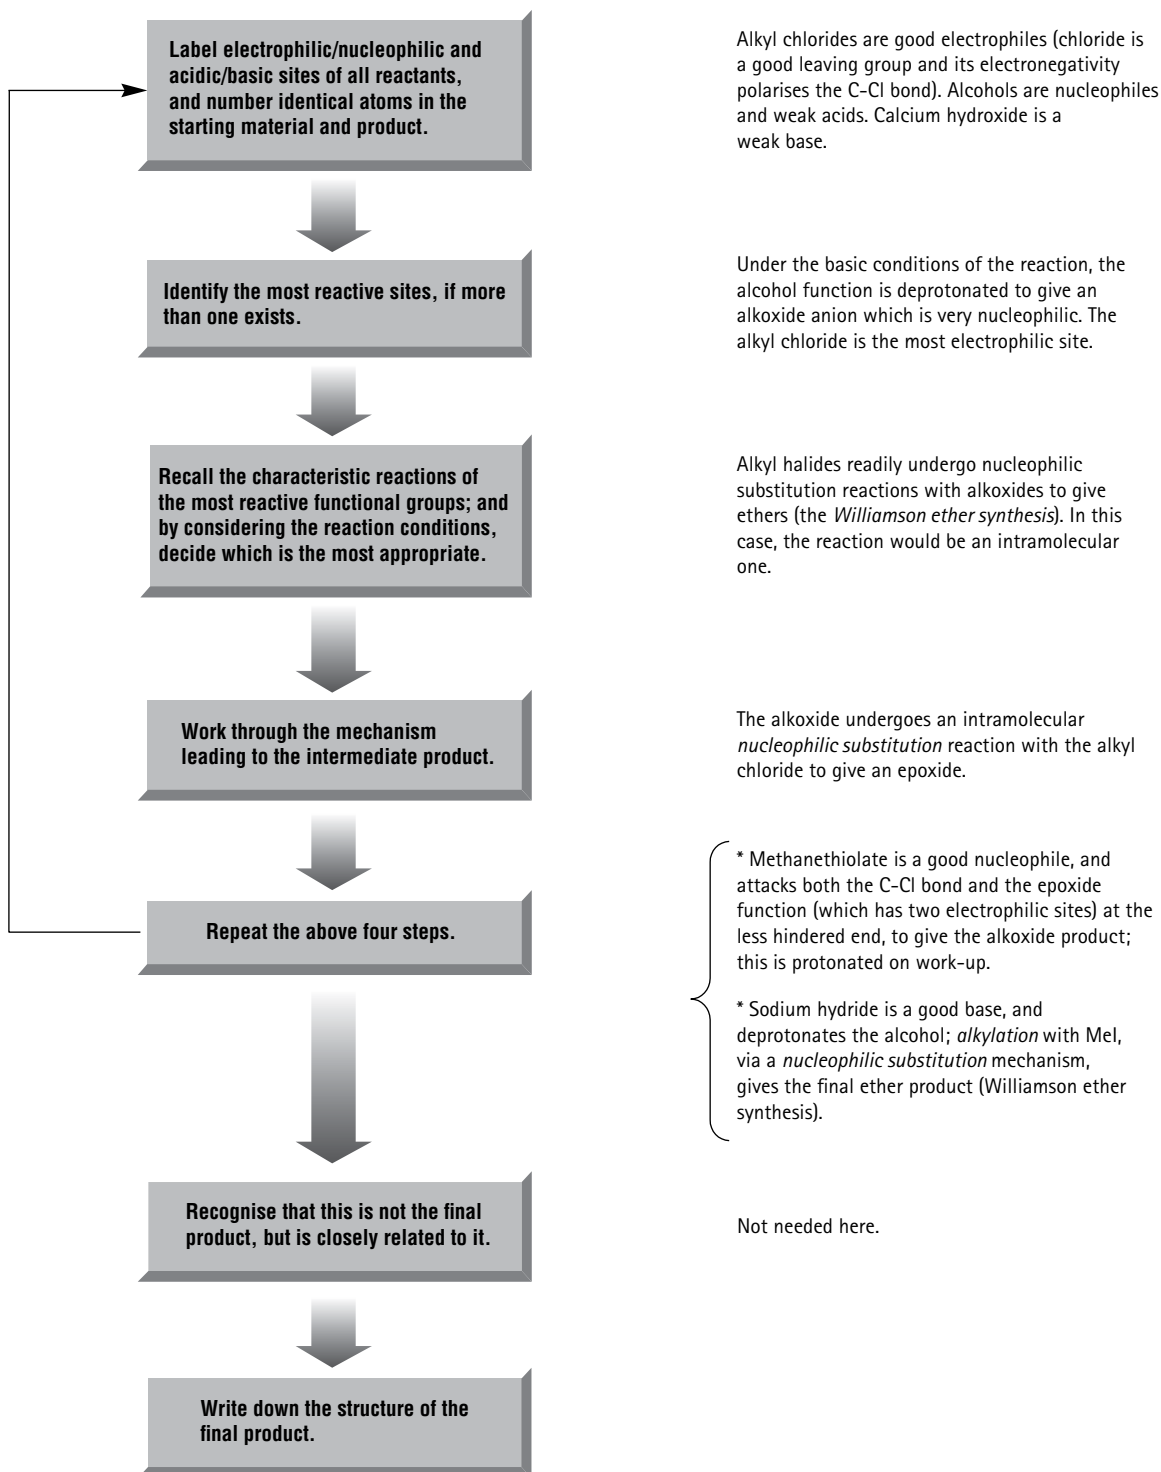 Label electrophilic/nucleophilic and
acidic/basic sites of all reactants,
and number identical atoms in the
starting material and product.
Alkyl chlorides are good electrophiles (chloride is
a good leaving group and its electronegativity
polarises the C-Cl bond). Alcohols are nucleophiles
and weak acids. Calcium hydroxide is a
weak base.
Identify the most reactive sites, if more
than one exists.
Under the basic conditions of the reaction, the
alcohol function is deprotonated to give an
alkoxide anion which is very nucleophilic. The
alkyl chloride is the most electrophilic site.
Recall the characteristic reactions of
the most reactive functional groups; and
by considering the reaction conditions,
decide which is the most appropriate.
Alkyl halides readily undergo nucleophilic
substitution reactions with alkoxides to give
ethers (the Williamson ether synthesis). In this
case, the reaction would be an intramolecular
one.
Work through the mechanism
leading to the intermediate product.
The alkoxide undergoes an intramolecular
nucleophilic substitution reaction with the alkyl
chloride to give an epoxide.
Repeat the above four steps.
* Methanethiolate is a good nucleophile, and
attacks both the C-Cl bond and the epoxide
function (which has two electrophilic sites) at the
less hindered end, to give the alkoxide product;
this is protonated on work-up.
* Sodium hydride is a good base, and
deprotonates the alcohol; alkylation with MeI,
via a nucleophilic substitution mechanism,
gives the final ether product (Williamson ether
synthesis).
Recognise that this is not the final
product, but is closely related to it.
Not needed here.
Write down the structure of the
final product.